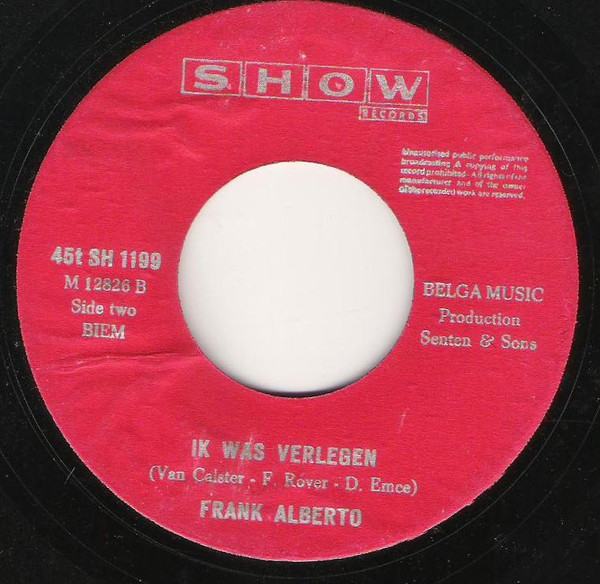 SHOW
RECORDS
Unauthorised public performance
broadcasting & copying of this
record prohibited. All rights of the
manufacturer and of the owner
of the recorded work are reserved.
45t SH 1199
M 12826 B
Side two
BIEM
BELGA MUSIC
Production
Senten & Sons
IK WAS VERLEGEN
(Van Calster - F. Rover - D. Emce)
FRANK ALBERTO